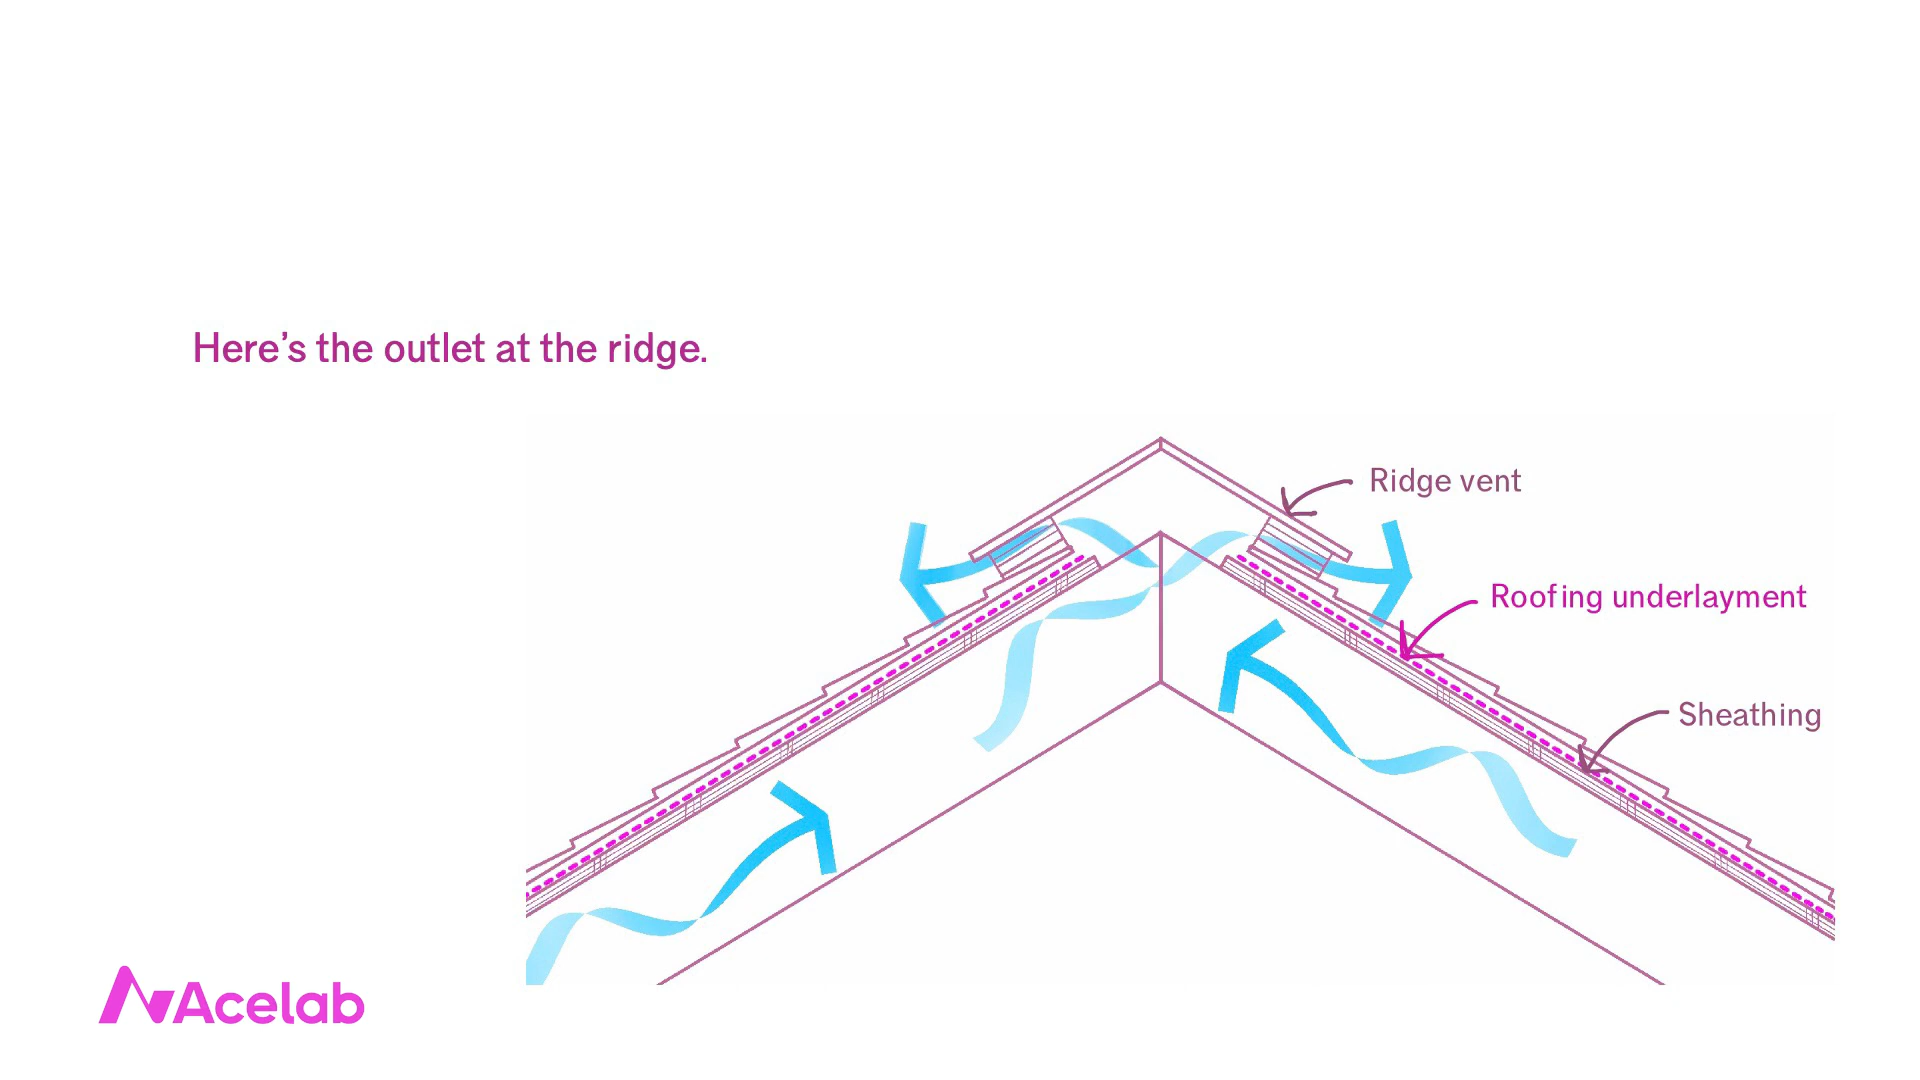 Here’s the outlet at the ridge.
Ridge vent
Roofing underlayment
Sheathing
Acelab